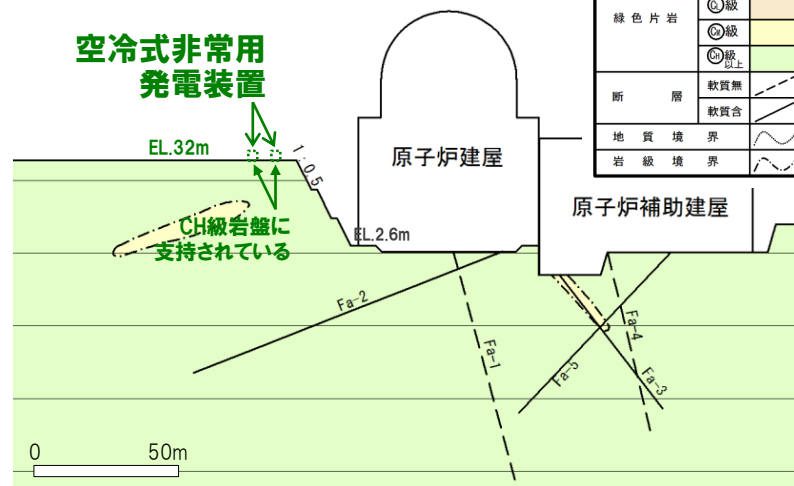 空冷式非常用
発電装置
EL.32m
1:0.5
CH級岩盤に
支持されている
原子炉建屋
EL.2.6m
原子炉補助建屋
緑色片岩
CL級
CM級
CH級
以上
断層
軟質無
軟質含
地質境界
岩級境界
Fa-2
Fa-1
Fa-4
Fa-5
Fa-3
0 50m